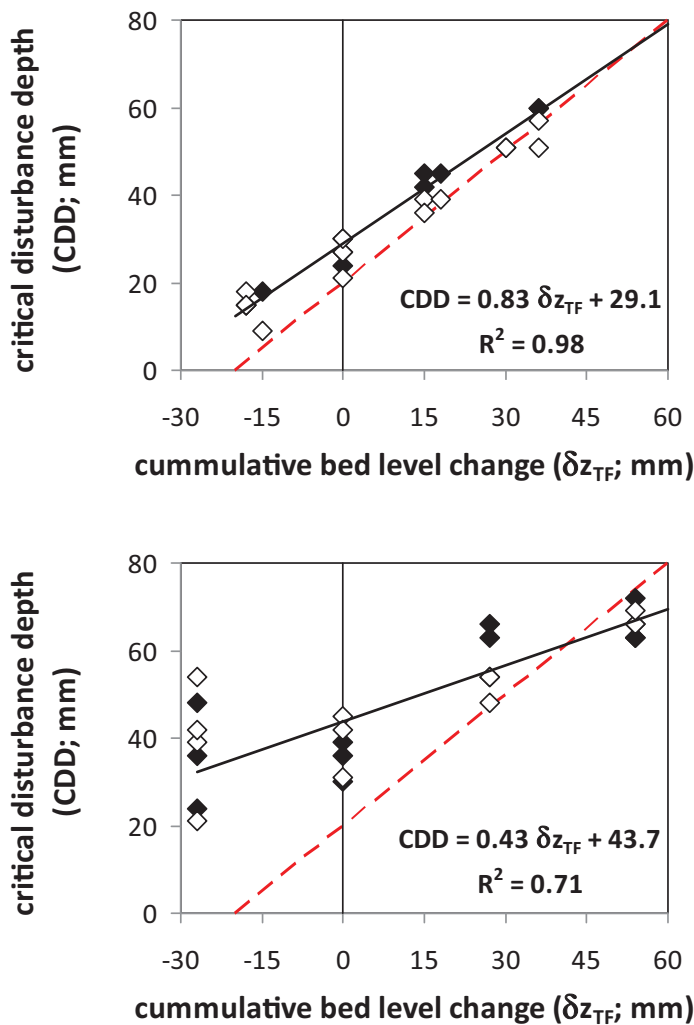 80
60
40
20
0
critical disturbance depth
(CDD; mm)
CDD = 0.83 δz_TF + 29.1
R² = 0.98
-30 -15 0 15 30 45 60
cummulative bed level change (δz_TF; mm)
80
60
40
20
0
critical disturbance depth
(CDD; mm)
CDD = 0.43 δz_TF + 43.7
R² = 0.71
-30 -15 0 15 30 45 60
cummulative bed level change (δz_TF; mm)